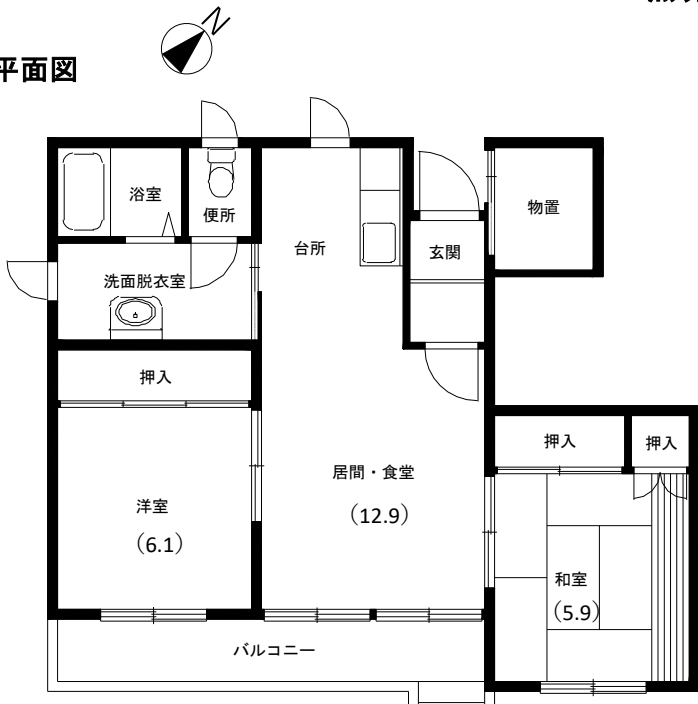 N
平面図
浴室
便所
台所
玄関
物置
洗面脱衣室
押入
押入
押入
居間・食堂
（12.9）
洋室
（6.1）
和室
（5.9）
バルコニー